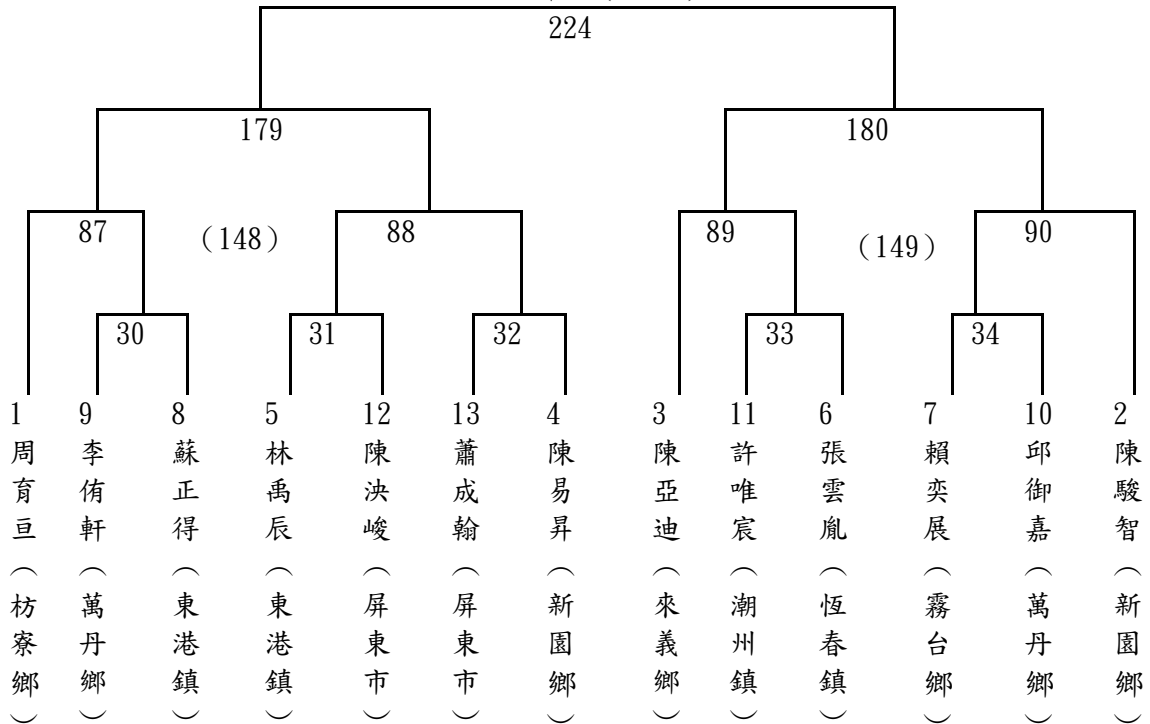 224
179
180
87
（148）
88
89
（149）
90
30
31
32
33
34
1
9
8
5
12
13
4
3
11
6
7
10
2
周育亘（枋寮鄉）
李侑軒（萬丹鄉）
蘇正得（東港鎮）
林禹辰（東港鎮）
陳泱峻（屏東市）
蕭成翰（屏東市）
陳易昇（新園鄉）
陳亞迪（來義鄉）
許唯宸（潮州鎮）
張雲胤（恆春鎮）
賴奕展（霧台鄉）
邱御嘉（萬丹鄉）
陳駿智（新園鄉）